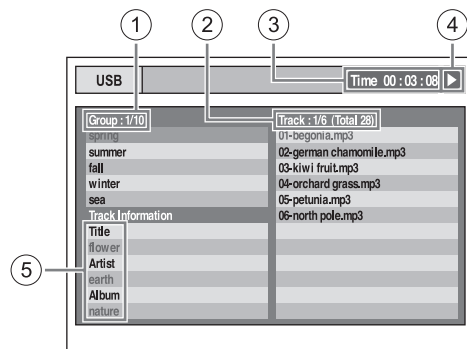 1 2 3 4
USB
Time 00:03:08
Group : 1/10
spring
summer
fall
winter
sea
Track Information
Title
flower
Artist
earth
Album
nature
Track : 1/6 (Total 28)
01-begonia.mp3
02-german chamomile.mp3
03-kiwi fruit.mp3
04-orchard grass.mp3
05-petunia.mp3
06-north pole.mp3
5